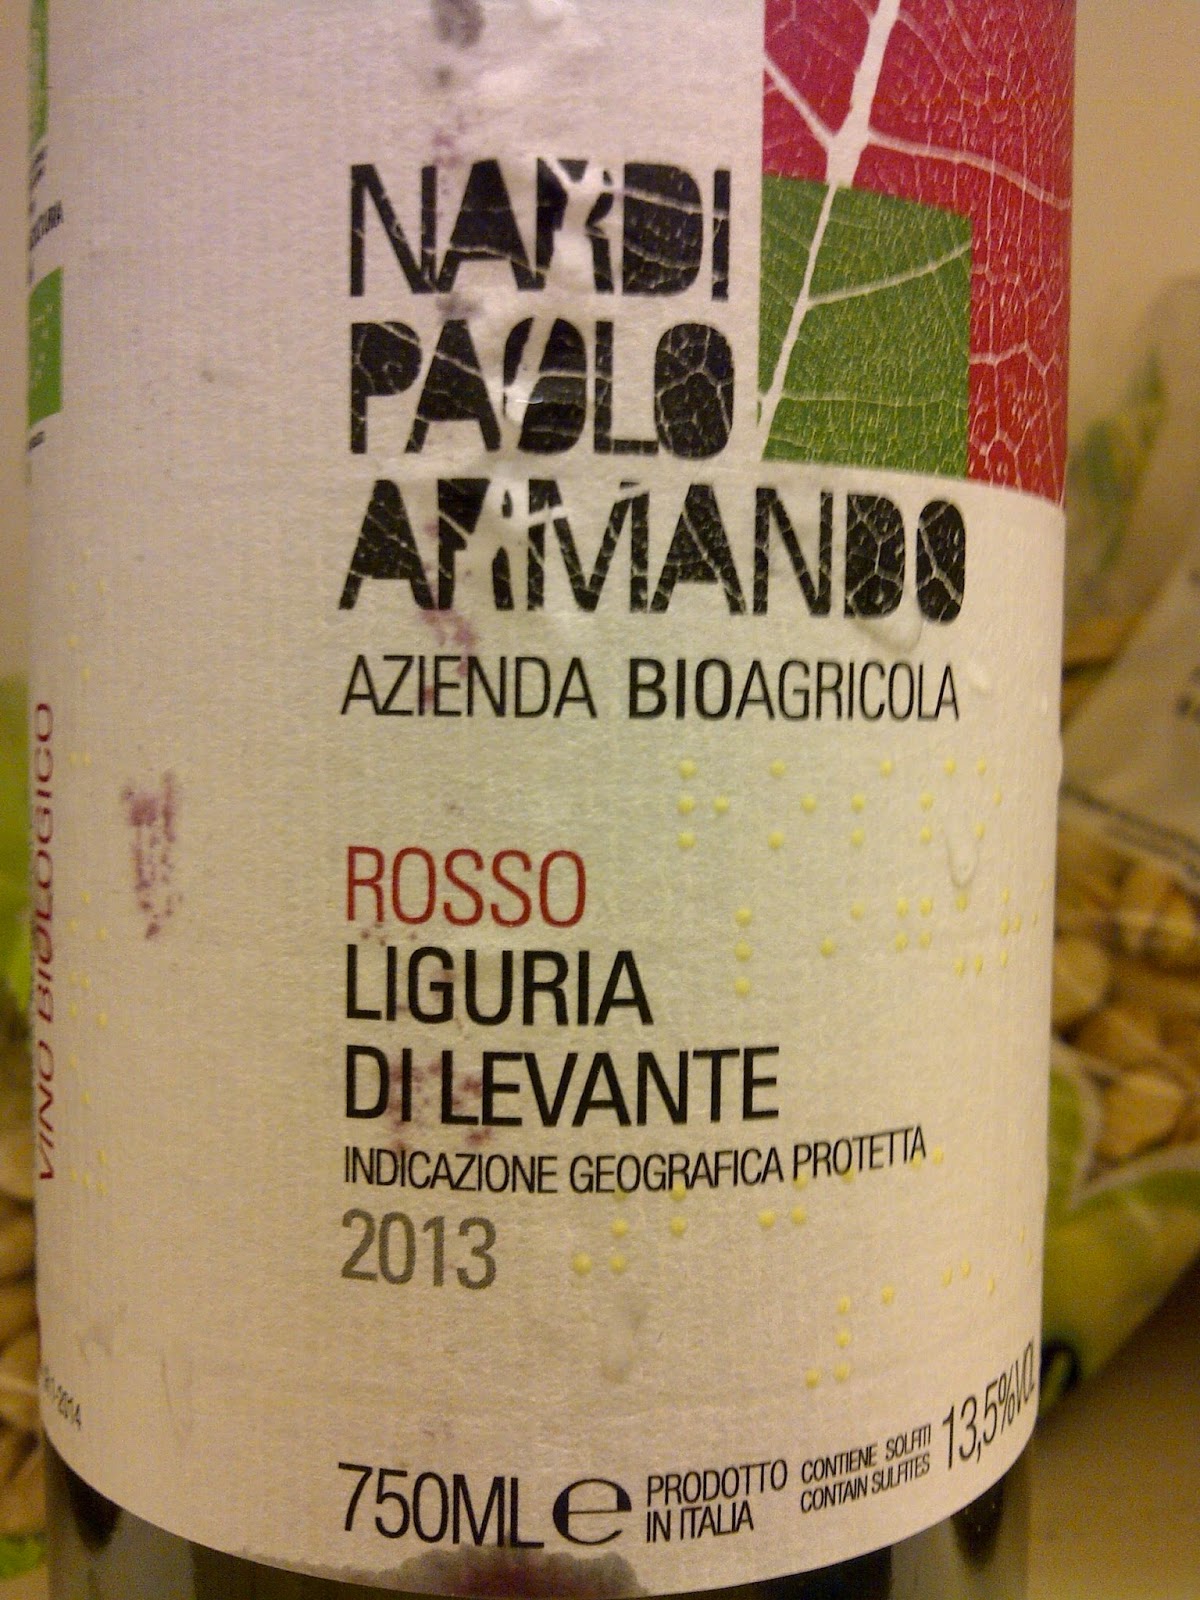 NARDI
PAOLO
ARMANDO
AZIENDA BIOAGRICOLA
ROSSO
LIGURIA
DI LEVANTE
INDICAZIONE GEOGRAFICA PROTETTA
2013
750ML e
PRODOTTO
IN ITALIA
CONTIENE SOLFITI
CONTAIN SULFITES
13,5%VOL
VINO BIOLOGICO